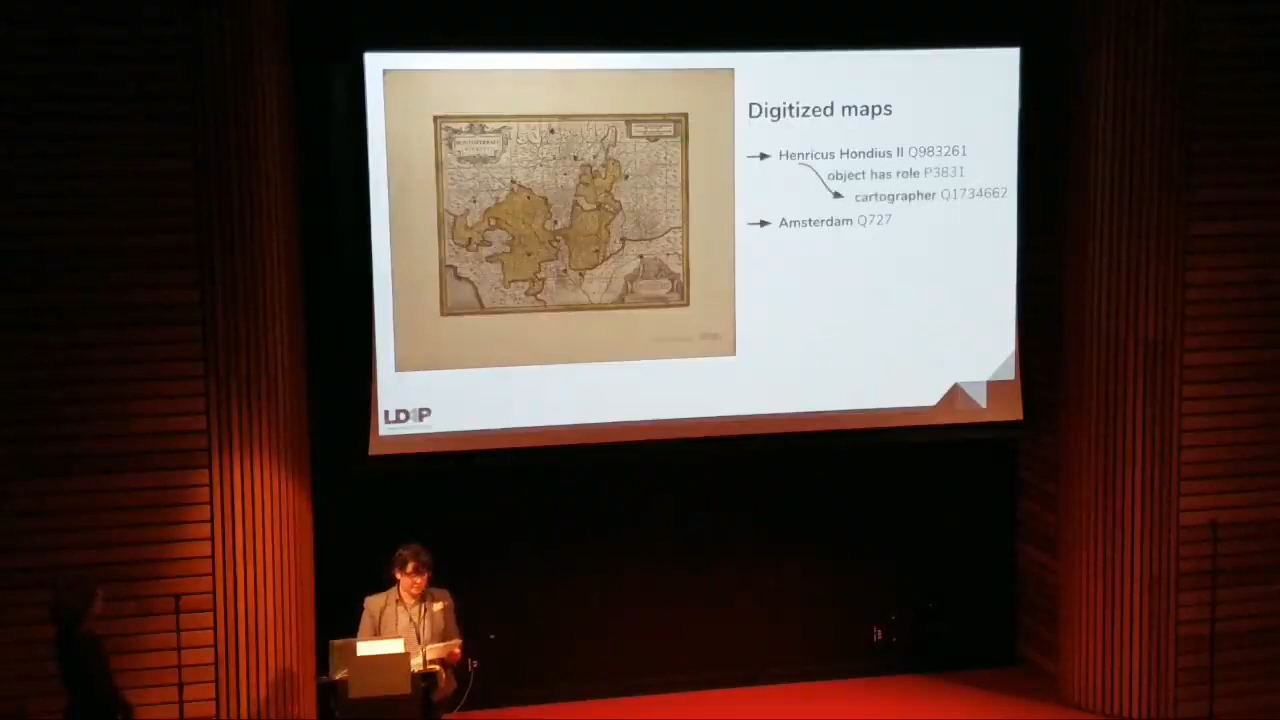 Digitized maps
Henricus Hondius II Q983261
object has role P3831
cartographer Q1734662
Amsterdam Q727
LD4P